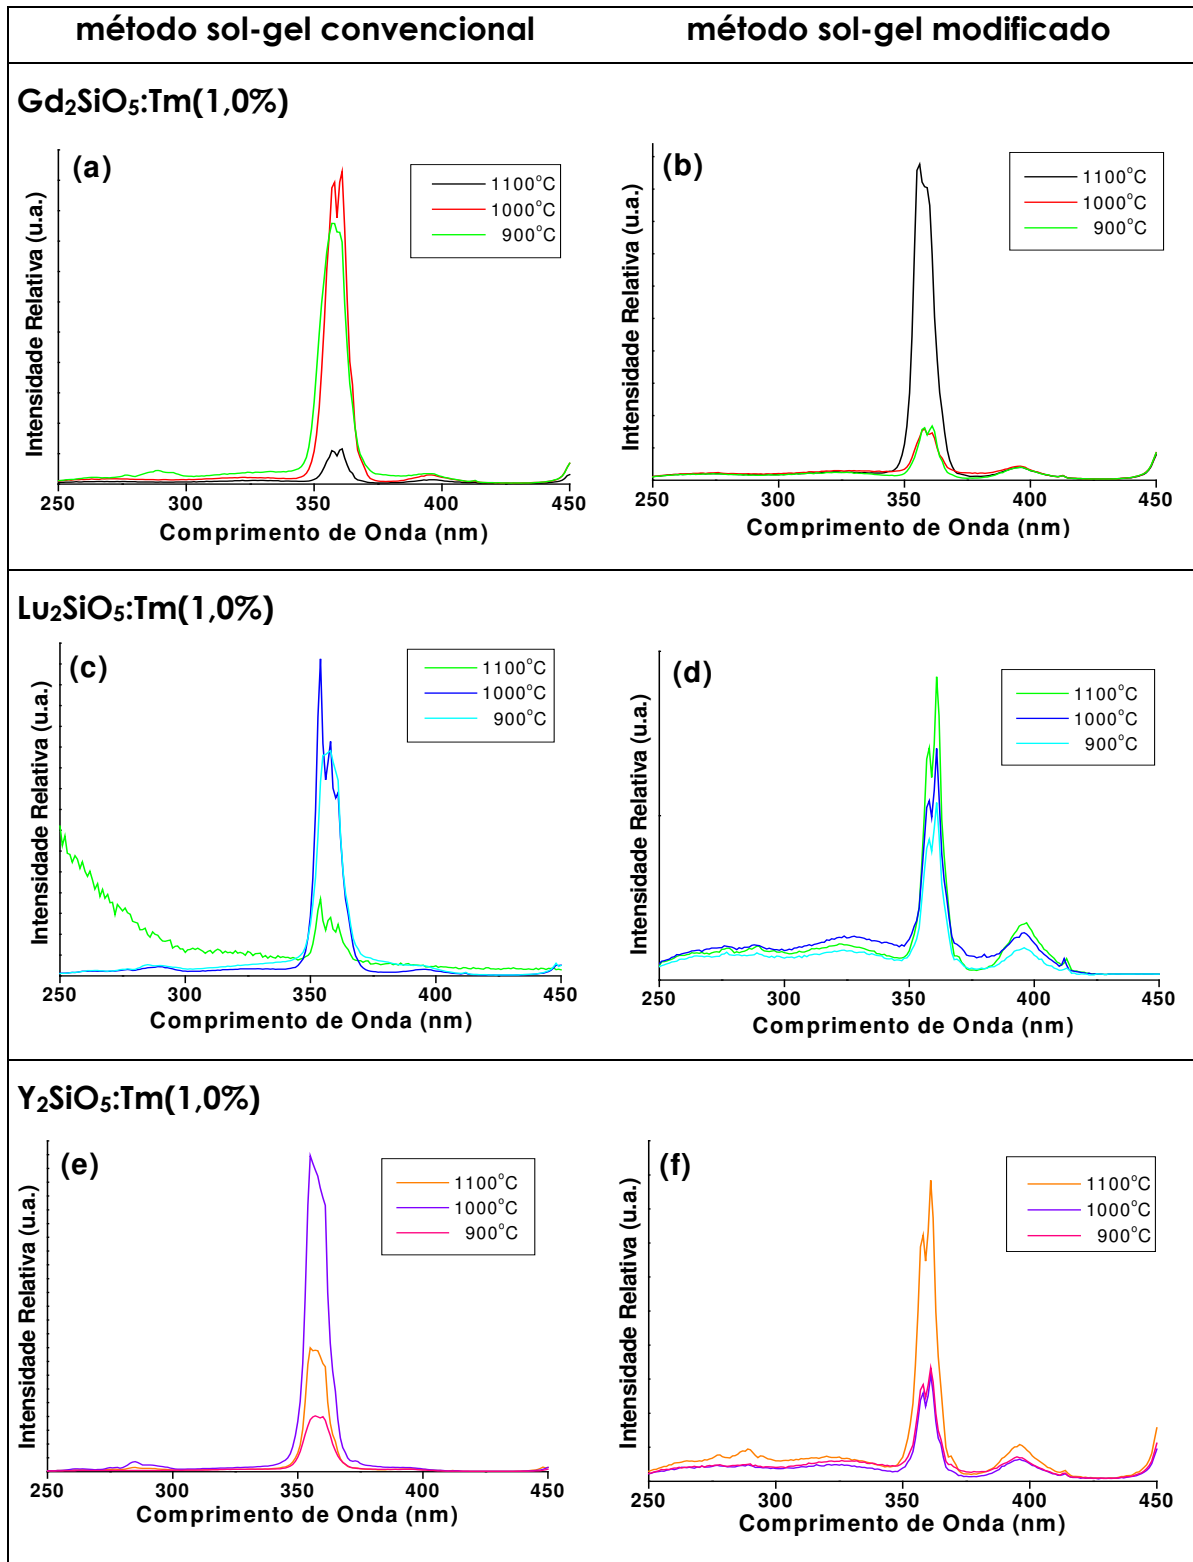 método sol-gel convencional
método sol-gel modificado
Gd₂SiO₅:Tm(1,0%)
(a)
1100°C
1000°C
900°C
Intensidade Relativa (u.a.)
250 300 350 400 450
Comprimento de Onda (nm)
(b)
1100°C
1000°C
900°C
Intensidade Relativa (u.a.)
250 300 350 400 450
Comprimento de Onda (nm)
Lu₂SiO₅:Tm(1,0%)
(c)
1100°C
1000°C
900°C
Intensidade Relativa (u.a.)
250 300 350 400 450
Comprimento de Onda (nm)
(d)
1100°C
1000°C
900°C
Intensidade Relativa (u.a.)
250 300 350 400 450
Comprimento de Onda (nm)
Y₂SiO₅:Tm(1,0%)
(e)
1100°C
1000°C
900°C
Intensidade Relativa (u.a.)
250 300 350 400 450
Comprimento de Onda (nm)
(f)
1100°C
1000°C
900°C
Intensidade Relativa (u.a.)
250 300 350 400 450
Comprimento de Onda (nm)